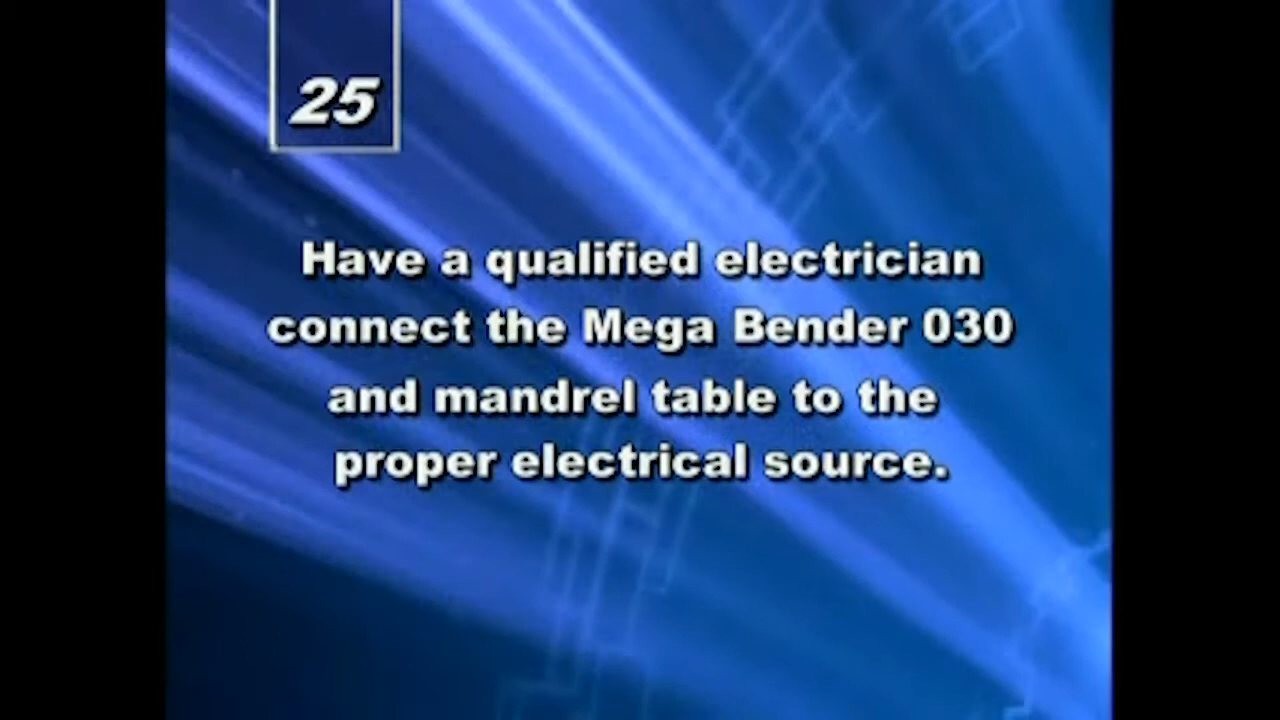 25
Have a qualified electrician
connect the Mega Bender 030
and mandrel table to the
proper electrical source.